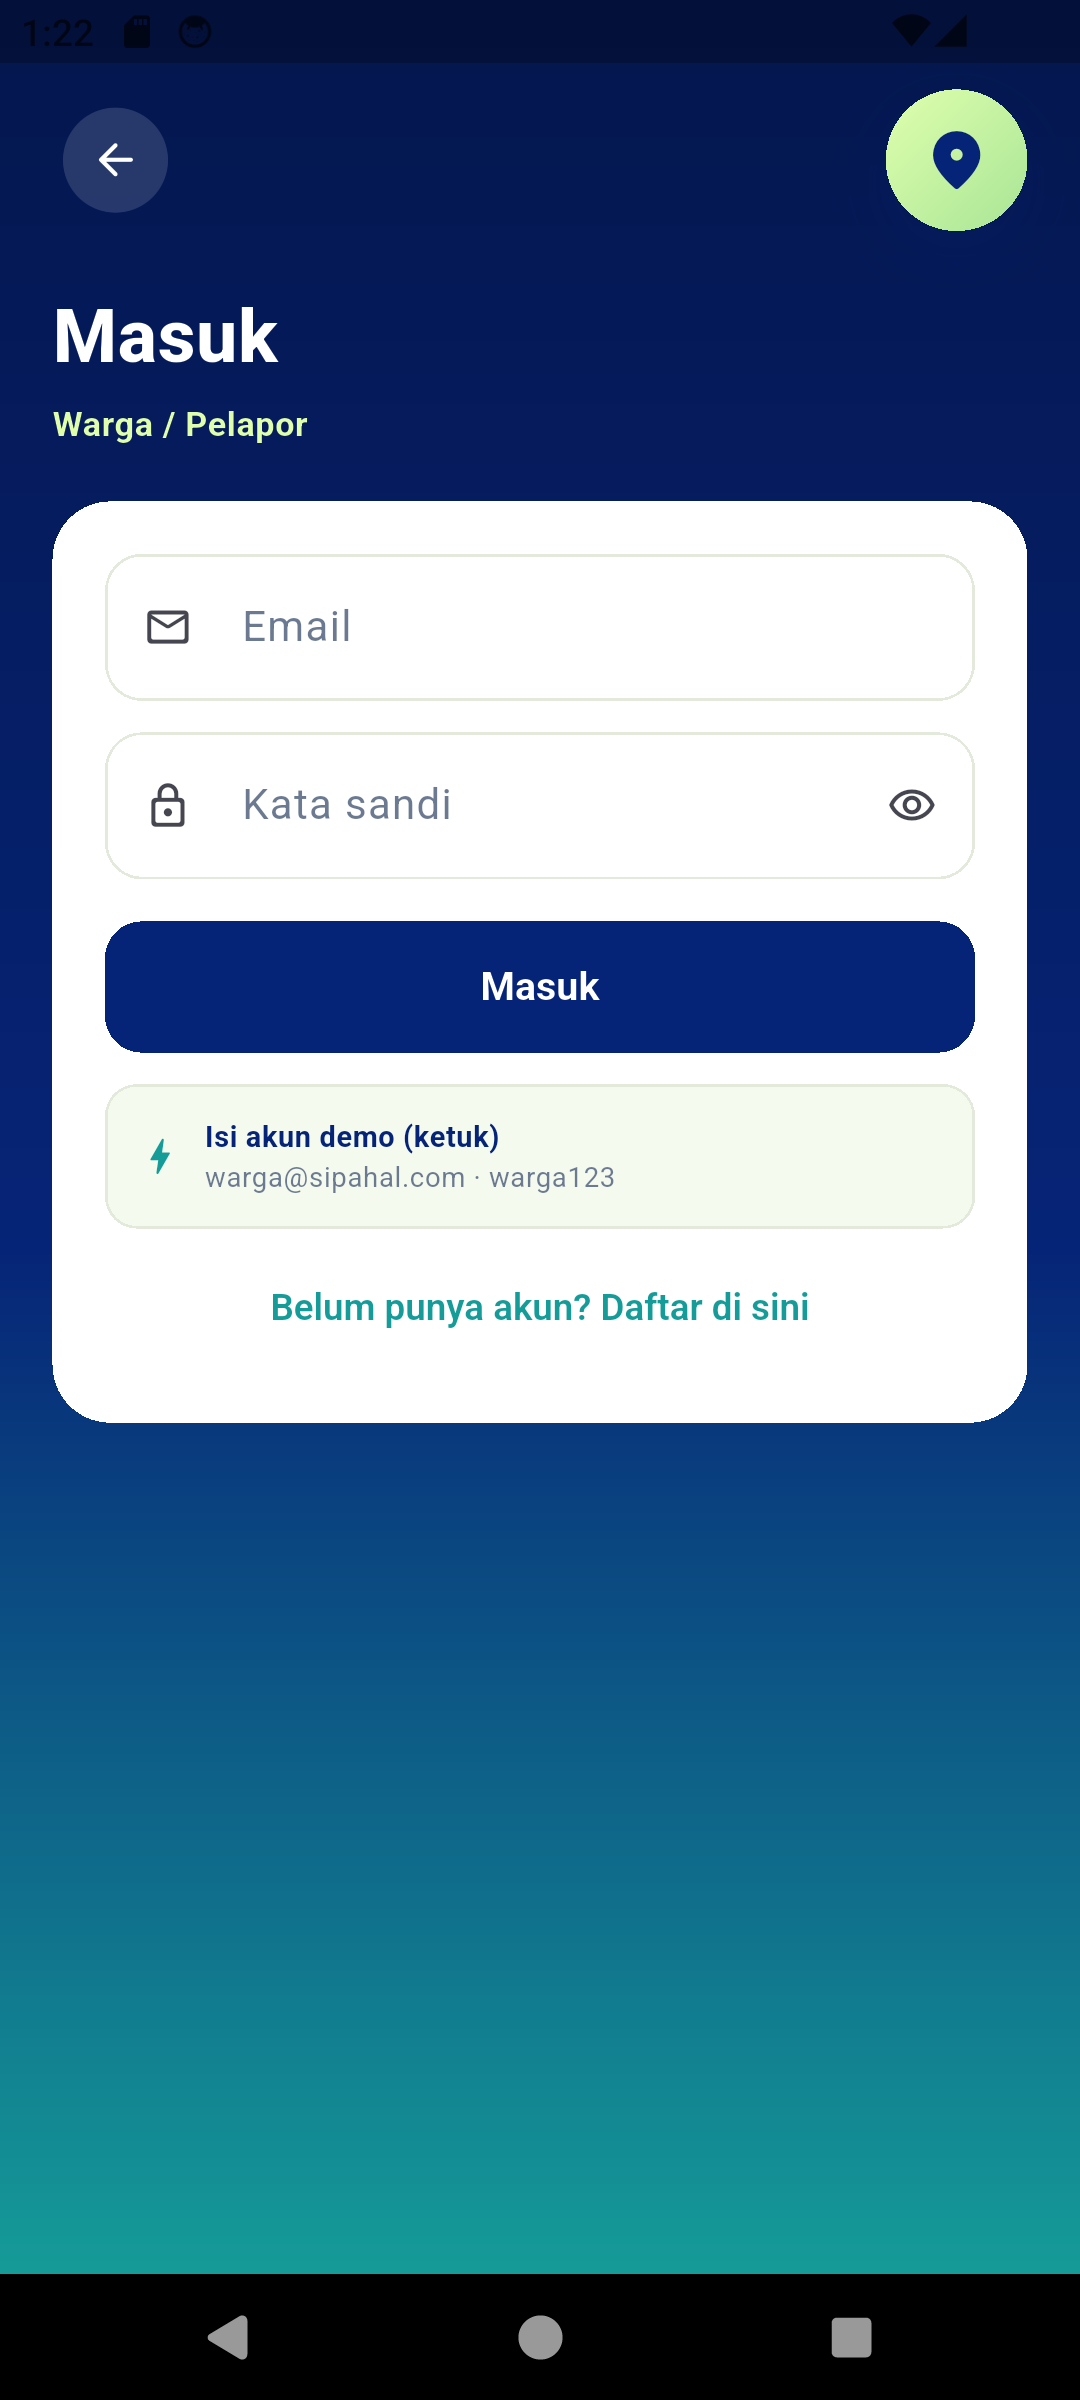 1:22
Masuk
Warga / Pelapor
Email
Kata sandi
Masuk
Isi akun demo (ketuk)
warga@sipahal.com · warga123
Belum punya akun? Daftar di sini